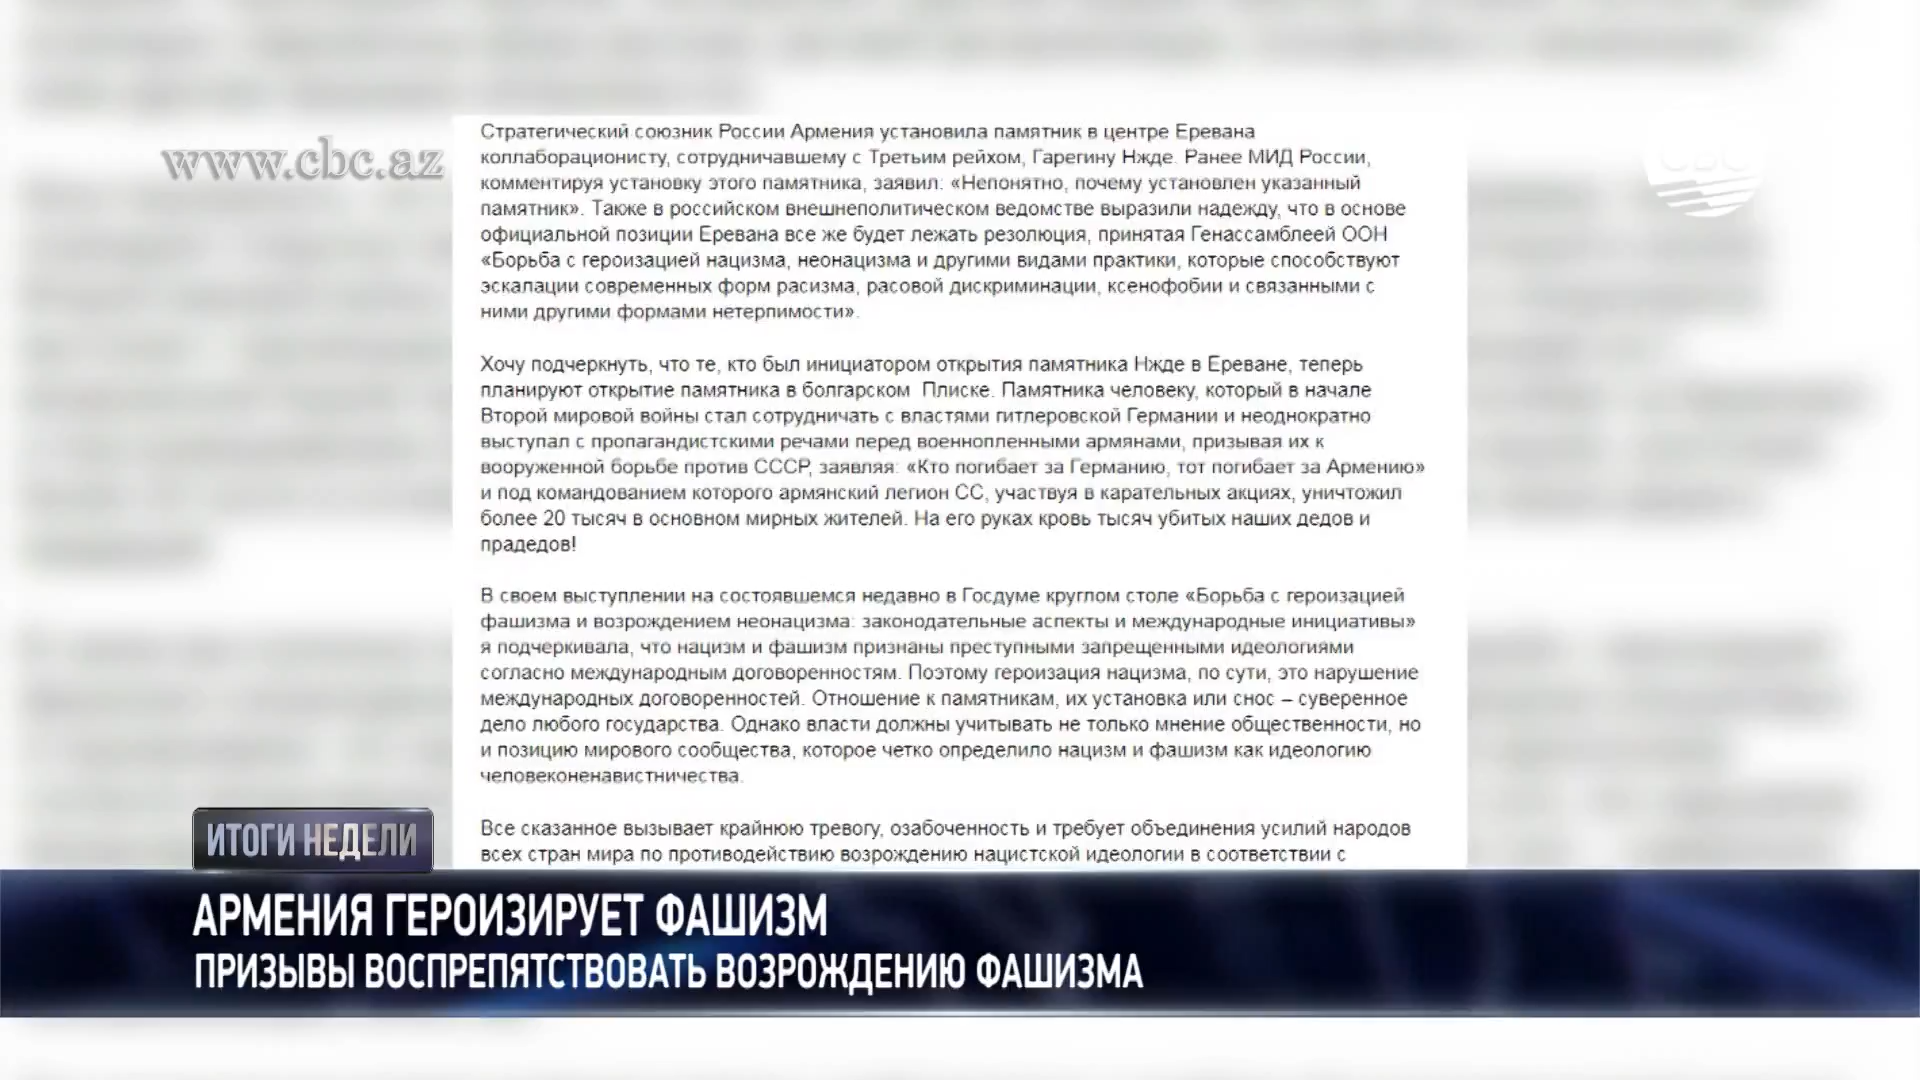 www.cbc.az
CBC
Стратегический союзник России Армения установила памятник в центре Еревана
коллаборационисту, сотрудничавшему с Третьим рейхом, Гарегину Нжде. Ранее МИД России,
комментируя установку этого памятника, заявил: «Непонятно, почему установлен указанный
памятник». Также в российском внешнеполитическом ведомстве выразили надежду, что в основе
официальной позиции Еревана все же будет лежать резолюция, принятая Генассамблеей ООН
«Борьба с героизацией нацизма, неонацизма и другими видами практики, которые способствуют
эскалации современных форм расизма, расовой дискриминации, ксенофобии и связанными с
ними другими формами нетерпимости».
Хочу подчеркнуть, что те, кто был инициатором открытия памятника Нжде в Ереване, теперь
планируют открытие памятника в болгарском Плиске. Памятника человеку, который в начале
Второй мировой войны стал сотрудничать с властями гитлеровской Германии и неоднократно
выступал с пропагандистскими речами перед военнопленными армянами, призывая их к
вооруженной борьбе против СССР, заявляя: «Кто погибает за Германию, тот погибает за Армению»
и под командованием которого армянский легион СС, участвуя в карательных акциях, уничтожил
более 20 тысяч в основном мирных жителей. На его руках кровь тысяч убитых наших дедов и
прадедов!
В своем выступлении на состоявшемся недавно в Госдуме круглом столе «Борьба с героизацией
фашизма и возрождением неонацизма: законодательные аспекты и международные инициативы»
я подчеркивала, что нацизм и фашизм признаны преступными запрещенными идеологиями
согласно международным договоренностям. Поэтому героизация нацизма, по сути, это нарушение
международных договоренностей. Отношение к памятникам, их установка или снос – суверенное
дело любого государства. Однако власти должны учитывать не только мнение общественности, но
и позицию мирового сообщества, которое четко определило нацизм и фашизм как идеологию
человеконенавистничества.
Все сказанное вызывает крайнюю тревогу, озабоченность и требует объединения усилий народов
всех стран мира по противодействию возрождению нацистской идеологии в соответствии с
ИТОГИ НЕДЕЛИ
АРМЕНИЯ ГЕРОИЗИРУЕТ ФАШИЗМ
ПРИЗЫВЫ ВОСПРЕПЯТСТВОВАТЬ ВОЗРОЖДЕНИЮ ФАШИЗМА